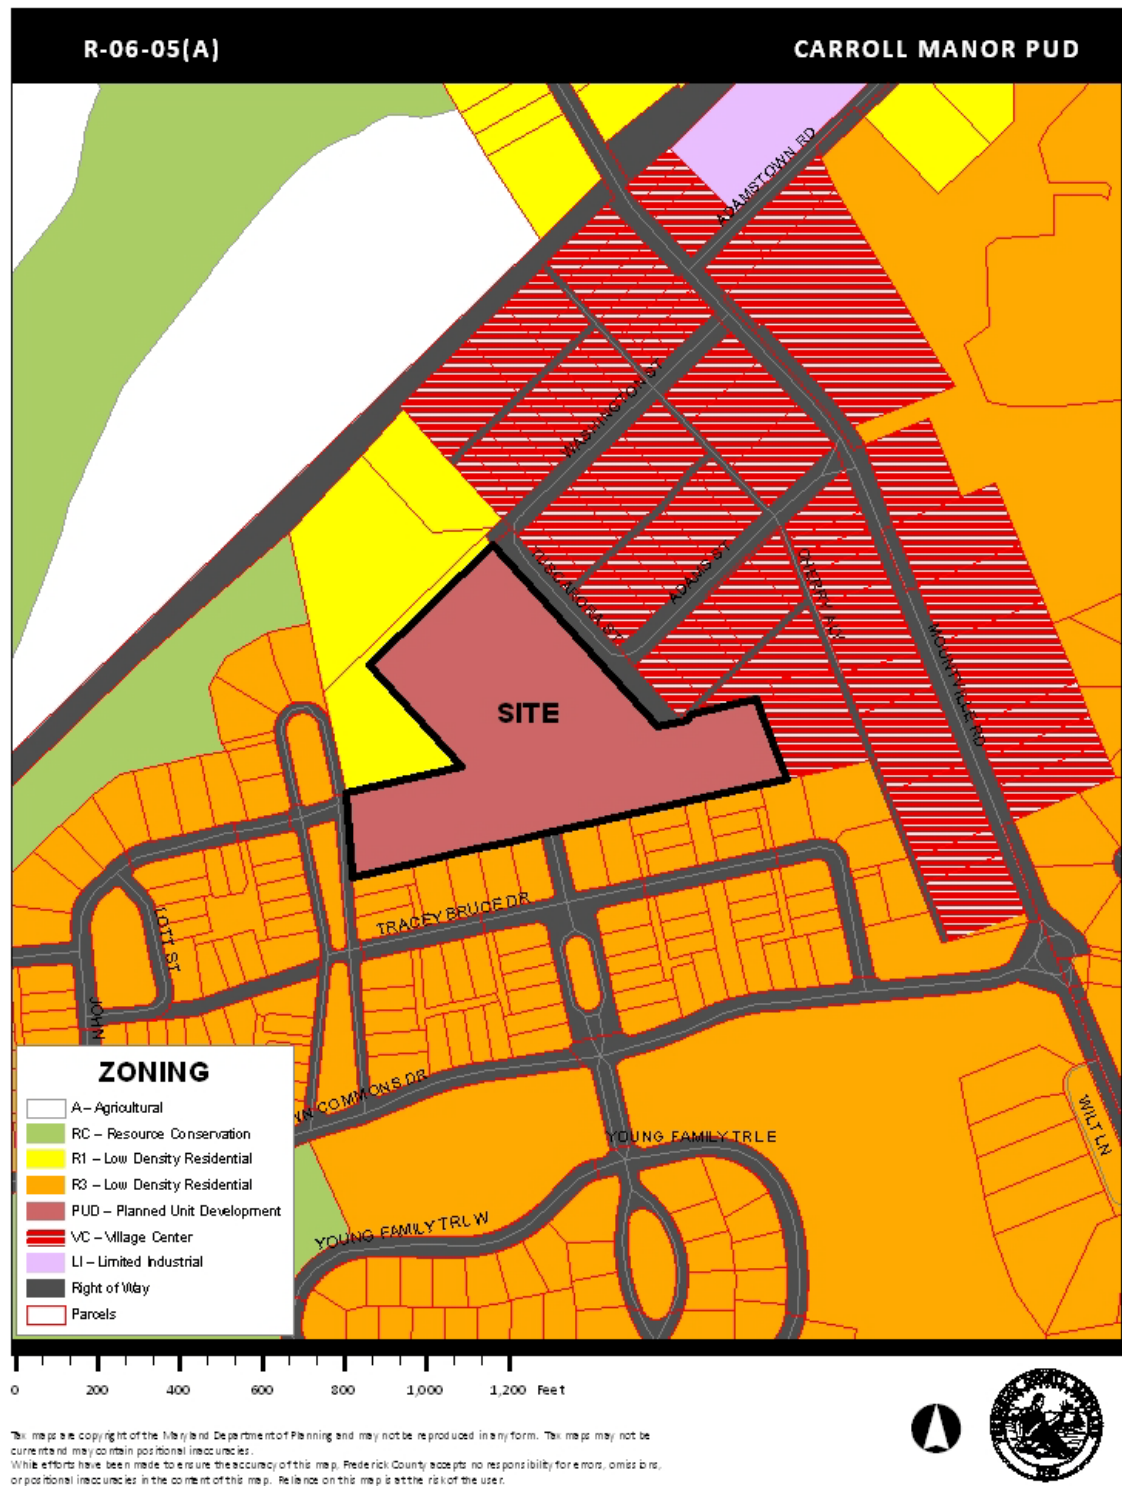 R-06-05(A)
CARROLL MANOR PUD
ADAMSTOWN RD
WASHINGTON ST
TUSCARORA ST
ADAMS ST
CHERRY ALY
MOUNTVILLE RD
SITE
TRACEY BRUCE DR
LOTT ST
JOHN
WN COMMONS DR
YOUNG FAMILY TRL E
YOUNG FAMILY TRL W
WILT LN
ZONING
A – Agricultural
RC – Resource Conservation
R1 – Low Density Residential
R3 – Low Density Residential
PUD – Planned Unit Development
VC – Village Center
LI – Limited Industrial
Right of Way
Parcels
0 200 400 600 800 1,000 1,200 Feet
Tax maps are copyright of the Maryland Department of Planning and may not be reproduced in any form. Tax maps may not be
current and may contain positional inaccuracies.
While efforts have been made to ensure the accuracy of this map, Frederick County accepts no responsibility for errors, omissions,
or positional inaccuracies in the content of this map. Reliance on this map is at the risk of the user.